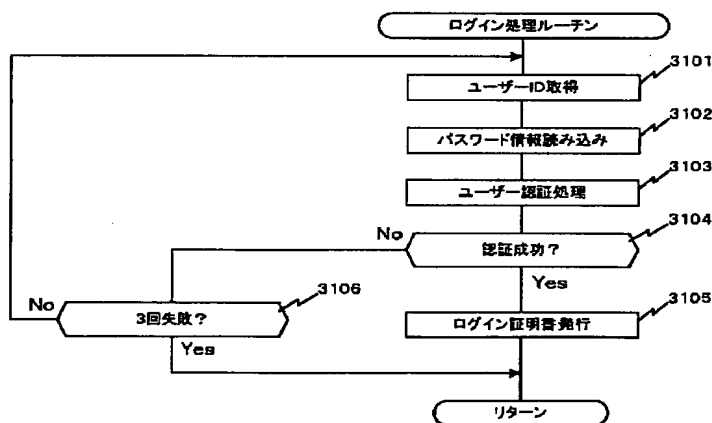 ログイン処理ルーチン
3101
ユーザーID取得
3102
パスワード情報読み込み
3103
ユーザー認証処理
3104
No
認証成功?
Yes
3106
No
3回失敗?
Yes
3105
ログイン証明書発行
リターン